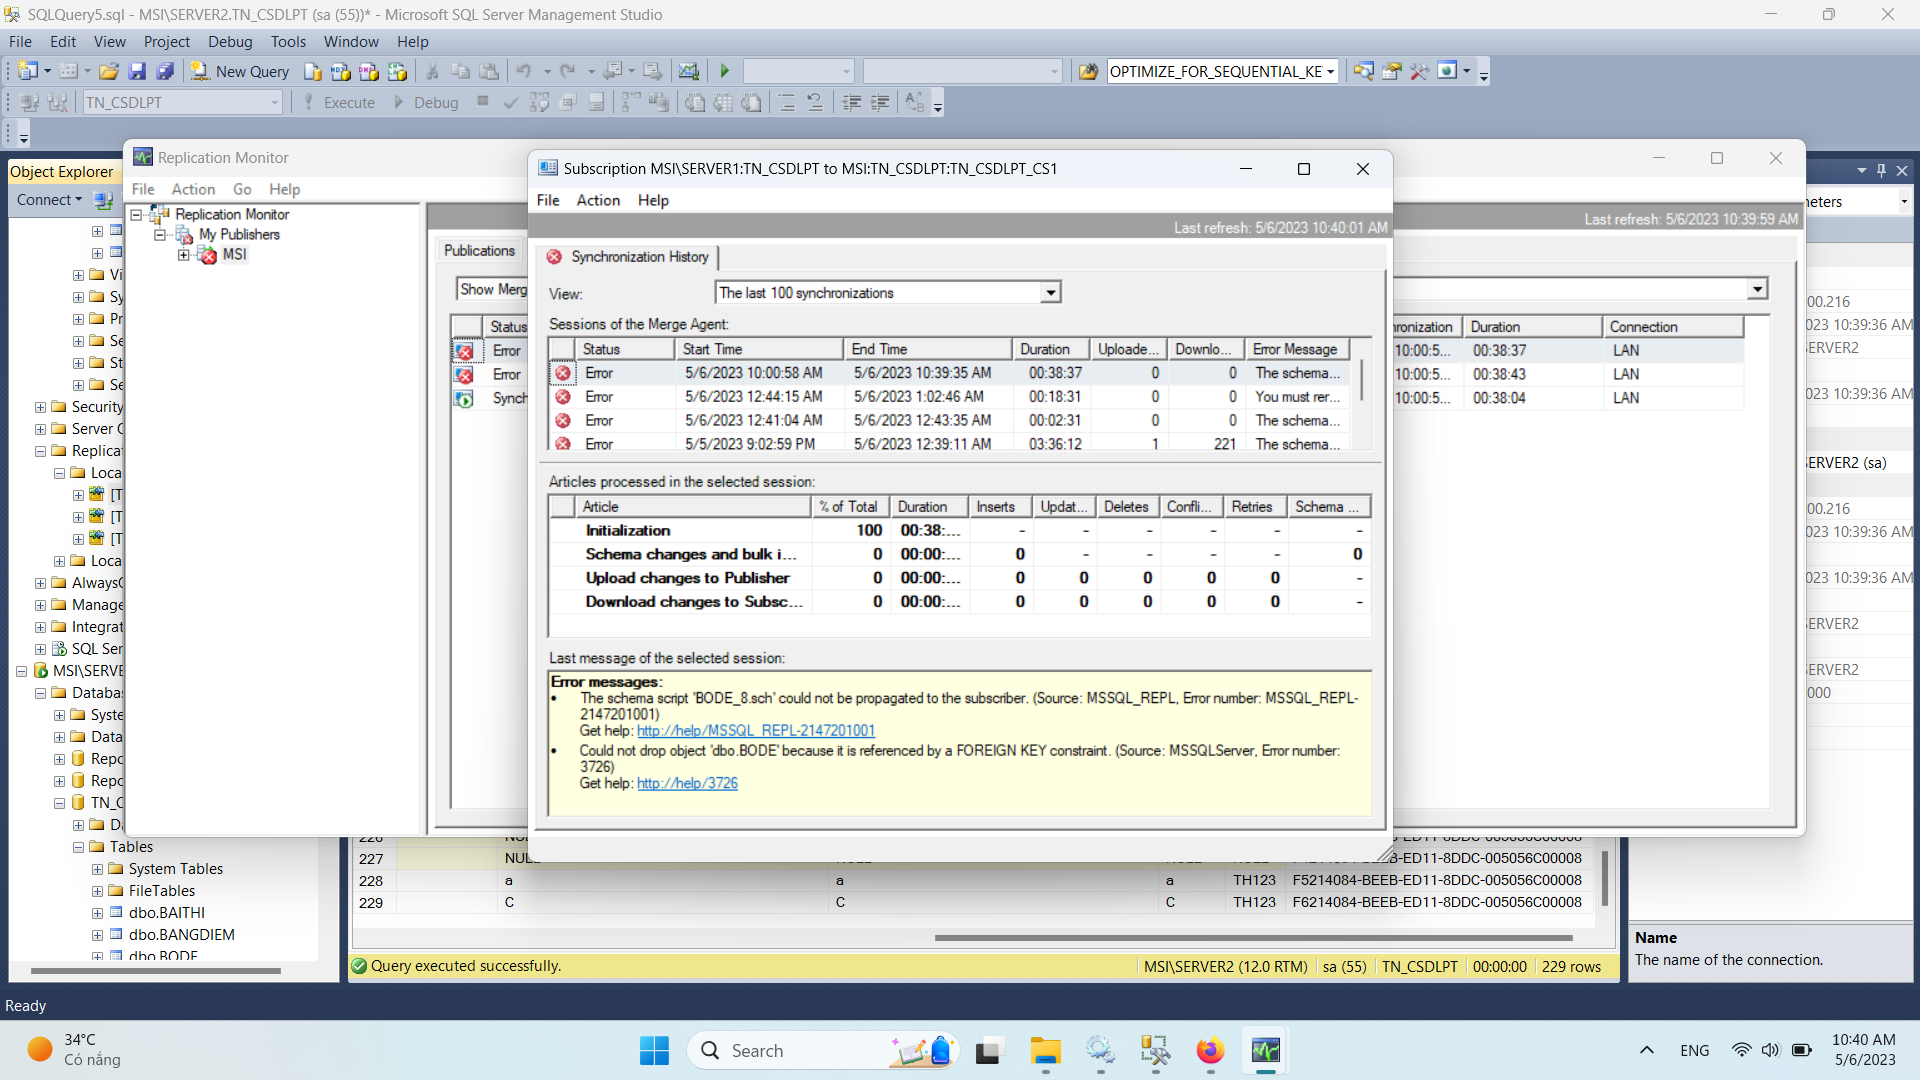 SQLQuery5.sql - MSI\SERVER2.TN_CSDLPT (sa (55))* - Microsoft SQL Server Management Studio
File Edit View Project Debug Tools Window Help
New Query OPTIMIZE_FOR_SEQUENTIAL_KE
TN_CSDLPT Execute Debug
Object Explorer
Connect
Replication Monitor
File Action Go Help
Replication Monitor
My Publishers
MSI
Last refresh: 5/6/2023 10:39:59 AM
Publications
Show Merg
Status
Error
Error
Synch
ronization Duration Connection
10:00:5... 00:38:37 LAN
10:00:5... 00:38:43 LAN
10:00:5... 00:38:04 LAN
Subscription MSI\SERVER1:TN_CSDLPT to MSI:TN_CSDLPT:TN_CSDLPT_CS1
File Action Help
Last refresh: 5/6/2023 10:40:01 AM
Synchronization History
View: The last 100 synchronizations
Sessions of the Merge Agent:
Status Start Time End Time Duration Uploade... Downlo... Error Message
Error 5/6/2023 10:00:58 AM 5/6/2023 10:39:35 AM 00:38:37 0 0 The schema...
Error 5/6/2023 12:44:15 AM 5/6/2023 1:02:46 AM 00:18:31 0 0 You must rer...
Error 5/6/2023 12:41:04 AM 5/6/2023 12:43:35 AM 00:02:31 0 0 The schema...
Error 5/5/2023 9:02:59 PM 5/6/2023 12:39:11 AM 03:36:12 1 221 The schema...
Articles processed in the selected session:
Article % of Total Duration Inserts Updat... Deletes Confli... Retries Schema ...
Initialization 100 00:38:... - - - - - -
Schema changes and bulk i... 0 00:00:... 0 - - - - 0
Upload changes to Publisher 0 00:00:... 0 0 0 0 0 -
Download changes to Subsc... 0 00:00:... 0 0 0 0 0 -
Last message of the selected session:
Error messages:
• The schema script 'BODE_8.sch' could not be propagated to the subscriber. (Source: MSSQL_REPL, Error number: MSSQL_REPL-
2147201001)
Get help: http://help/MSSQL_REPL-2147201001
• Could not drop object 'dbo.BODE' because it is referenced by a FOREIGN KEY constraint. (Source: MSSQLServer, Error number:
3726)
Get help: http://help/3726
Vi
Sy
Pr
Se
St
Se
Security
Server O
Replicat
Loca
[T
[T
[T
Loca
AlwaysO
Manage
Integrat
SQL Ser
MSI\SERVE
Databas
Syste
Data
Repo
Repo
TN_C
Da
Tables
System Tables
FileTables
dbo.BAITHI
dbo.BANGDIEM
dbo.BODE
227 NULL
228 a a a TH123 F5214084-BEEB-ED11-8DDC-005056C00008
229 C C C TH123 F6214084-BEEB-ED11-8DDC-005056C00008
Query executed successfully. MSI\SERVER2 (12.0 RTM) sa (55) TN_CSDLPT 00:00:00 229 rows
neters
00.216
023 10:39:36 AM
SERVER2
023 10:39:36 AM
SERVER2 (sa)
00.216
023 10:39:36 AM
023 10:39:36 AM
SERVER2
SERVER2
000
Name
The name of the connection.
Ready
34°C
Có nắng
Search
ENG
10:40 AM
5/6/2023